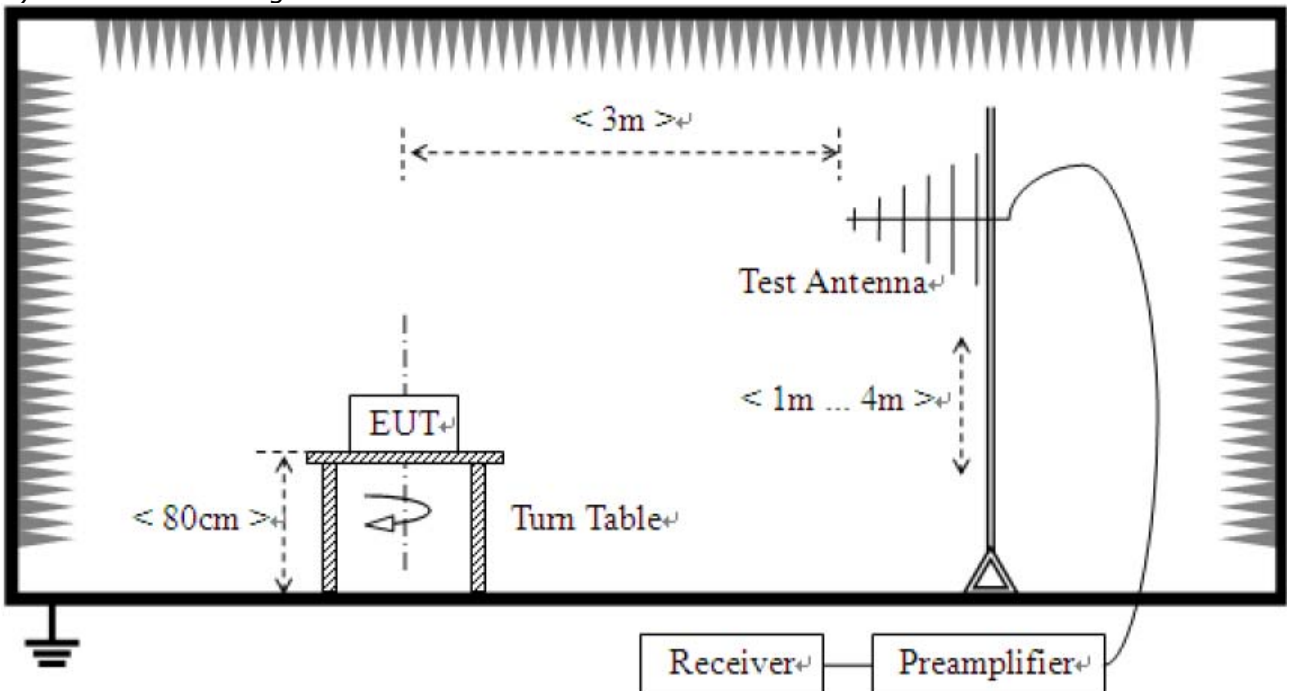 < 3m >↵
Test Antenna↵
< 1m ... 4m >↵
EUT↵
< 80cm >↵
Turn Table↵
Receiver↵
Preamplifier↵